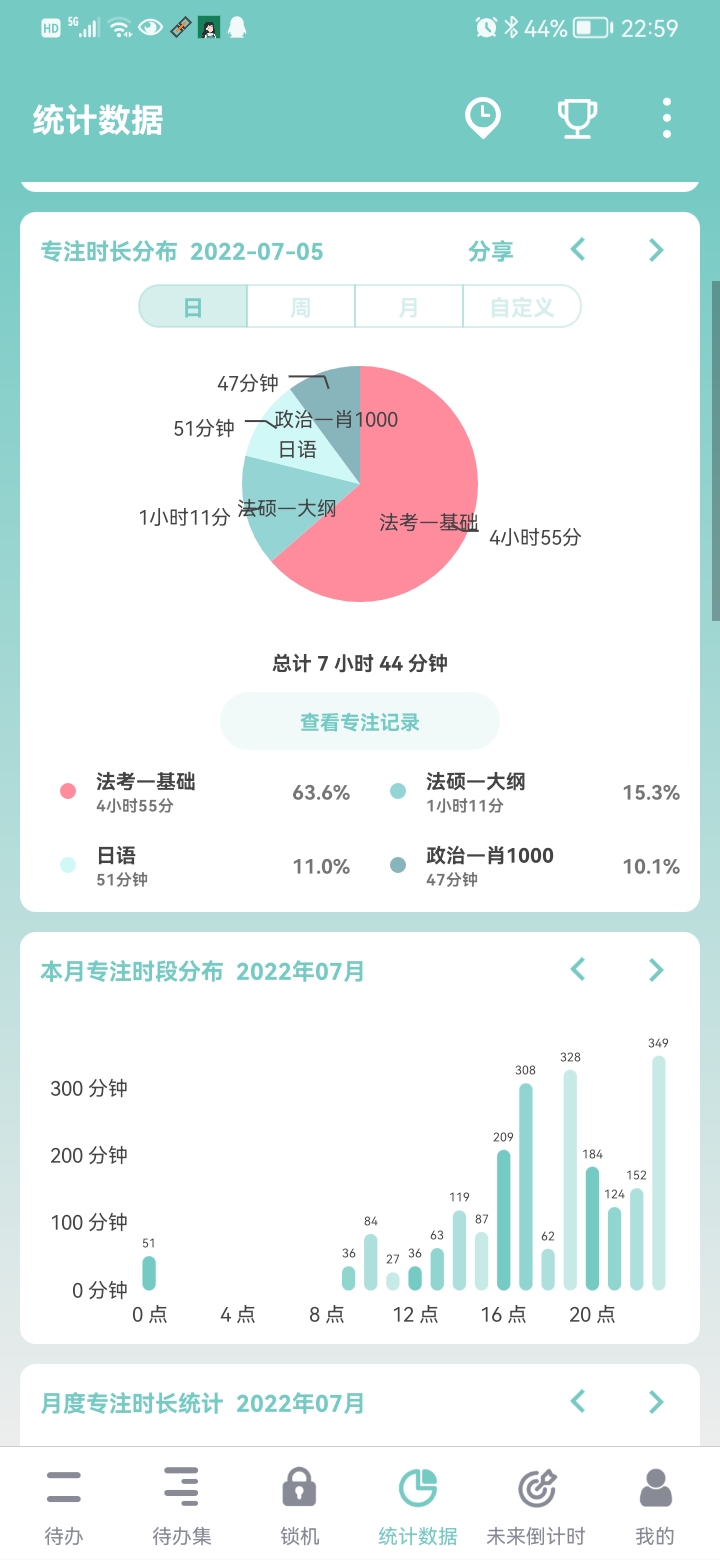 HD 5G 44% 22:59
统计数据
专注时长分布 2022-07-05 分享
日 周 月 自定义
47分钟
政治一肖1000
51分钟
日语
1小时11分 法硕一大纲
法考一基础 4小时55分
总计 7 小时 44 分钟
查看专注记录
法考一基础 63.6% 法硕一大纲 15.3%
4小时55分 1小时11分
日语 11.0% 政治一肖1000 10.1%
51分钟 47分钟
本月专注时段分布 2022年07月
349
328
308
300 分钟
209
200 分钟
184
152
124
119
100 分钟
87
84
63
62
51
36
36
27
0 分钟
0 点 4 点 8 点 12 点 16 点 20 点
月度专注时长统计 2022年07月
待办 待办集 锁机 统计数据 未来倒计时 我的